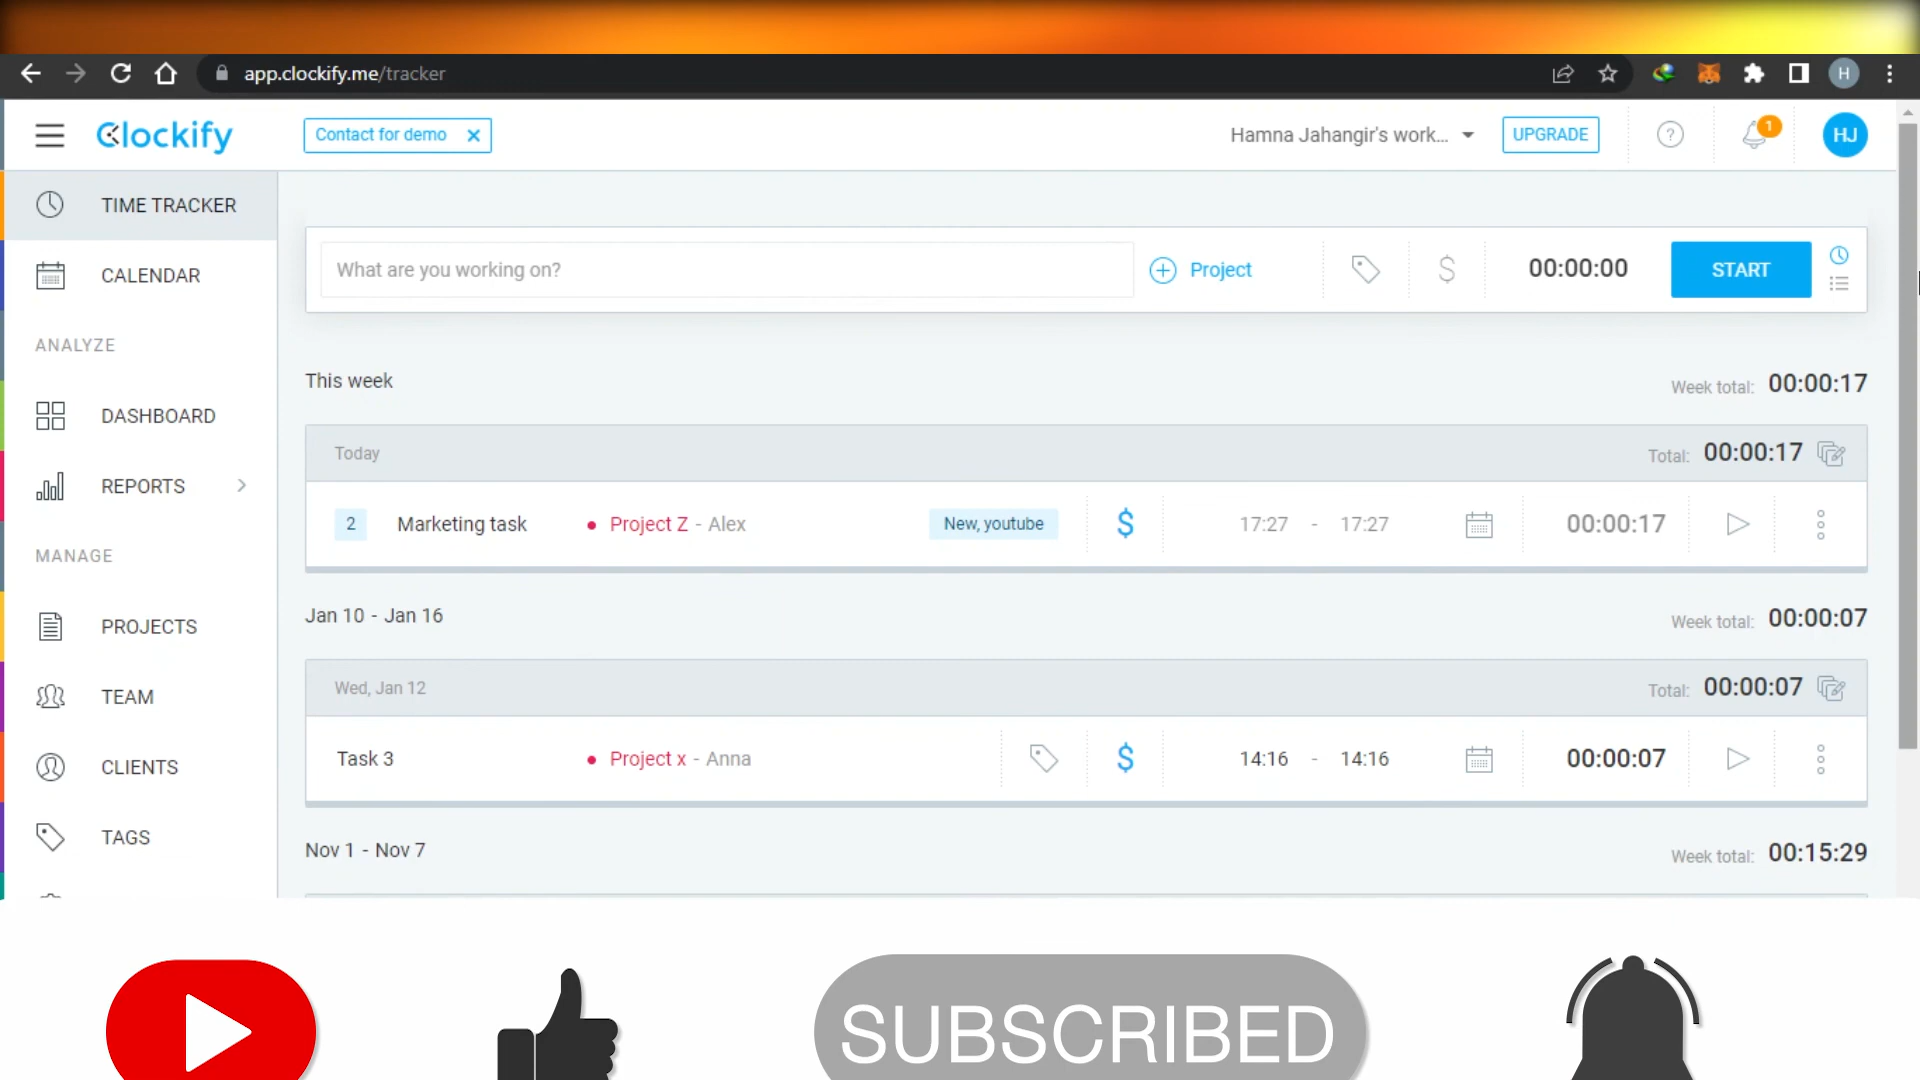 app.clockify.me/tracker
H
Clockify
Contact for demo
Hamna Jahangir's work...
UPGRADE
?
1
HJ
TIME TRACKER
CALENDAR
ANALYZE
DASHBOARD
REPORTS
MANAGE
PROJECTS
TEAM
CLIENTS
TAGS
What are you working on?
Project
$
00:00:00
START
This week
Week total: 00:00:17
Today
Total: 00:00:17
2 Marketing task Project Z - Alex New, youtube $ 17:27 - 17:27 00:00:17
Jan 10 - Jan 16
Week total: 00:00:07
Wed, Jan 12
Total: 00:00:07
Task 3 Project x - Anna $ 14:16 - 14:16 00:00:07
Nov 1 - Nov 7
Week total: 00:15:29
SUBSCRIBED